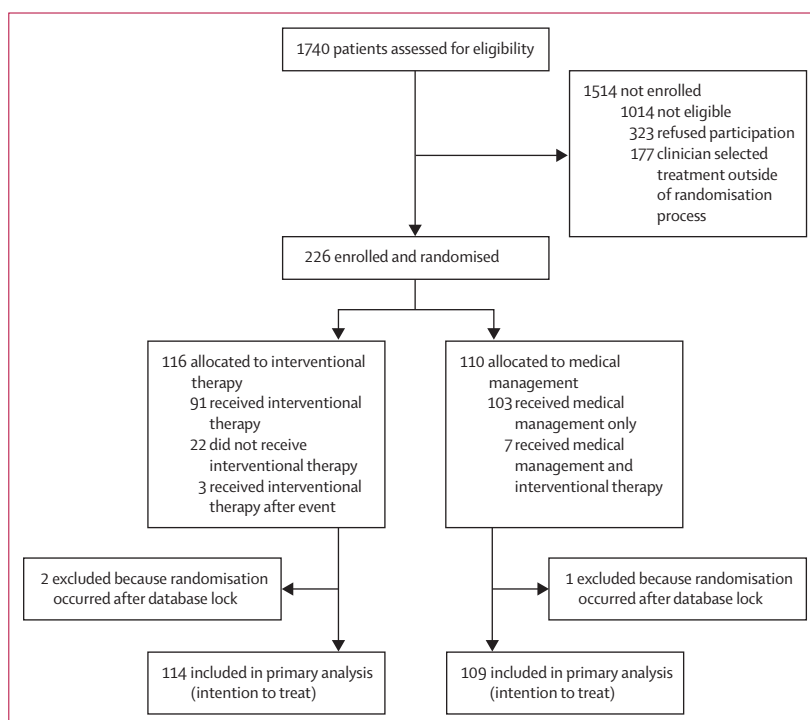 1740 patients assessed for eligibility
1514 not enrolled
1014 not eligible
323 refused participation
177 clinician selected
treatment outside
of randomisation
process
226 enrolled and randomised
116 allocated to interventional
therapy
91 received interventional
therapy
22 did not receive
interventional therapy
3 received interventional
therapy after event
110 allocated to medical
management
103 received medical
management only
7 received medical
management and
interventional therapy
2 excluded because randomisation
occurred after database lock
1 excluded because randomisation
occurred after database lock
114 included in primary analysis
(intention to treat)
109 included in primary analysis
(intention to treat)